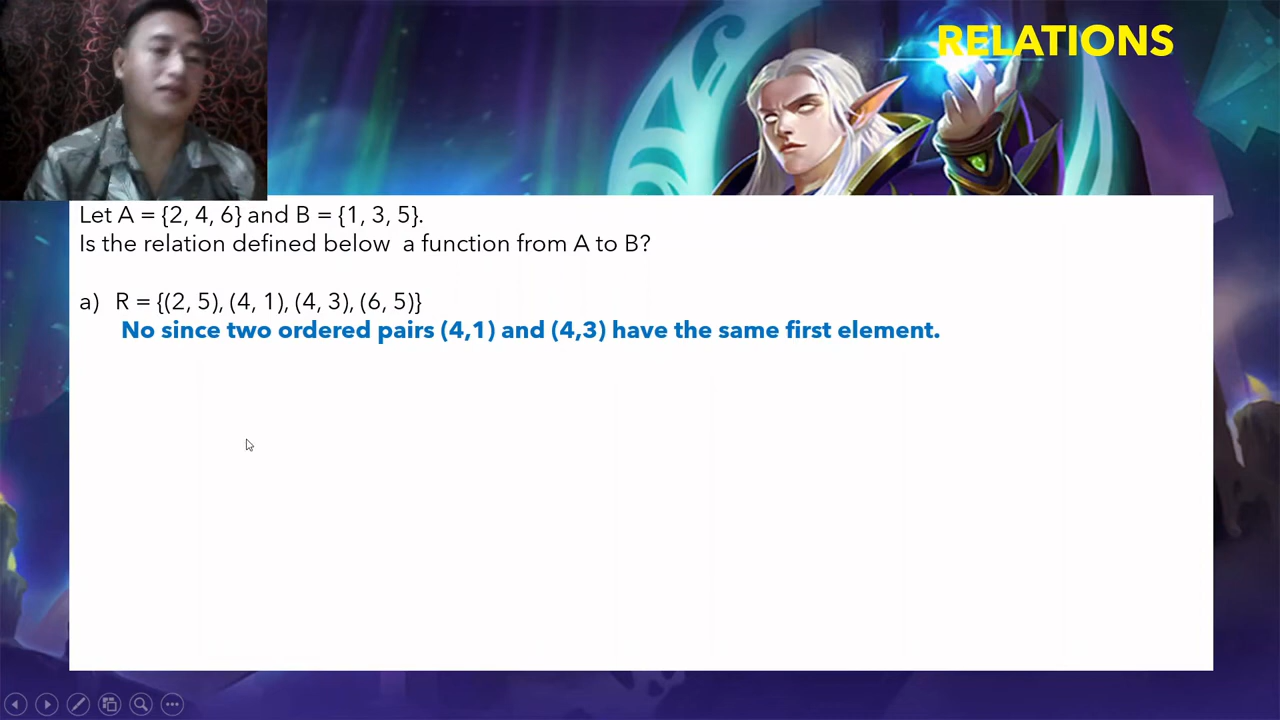 RELATIONS
Let A = {2, 4, 6} and B = {1, 3, 5}.
Is the relation defined below  a function from A to B?
a)   R = {(2, 5), (4, 1), (4, 3), (6, 5)}
No since two ordered pairs (4,1) and (4,3) have the same first element.